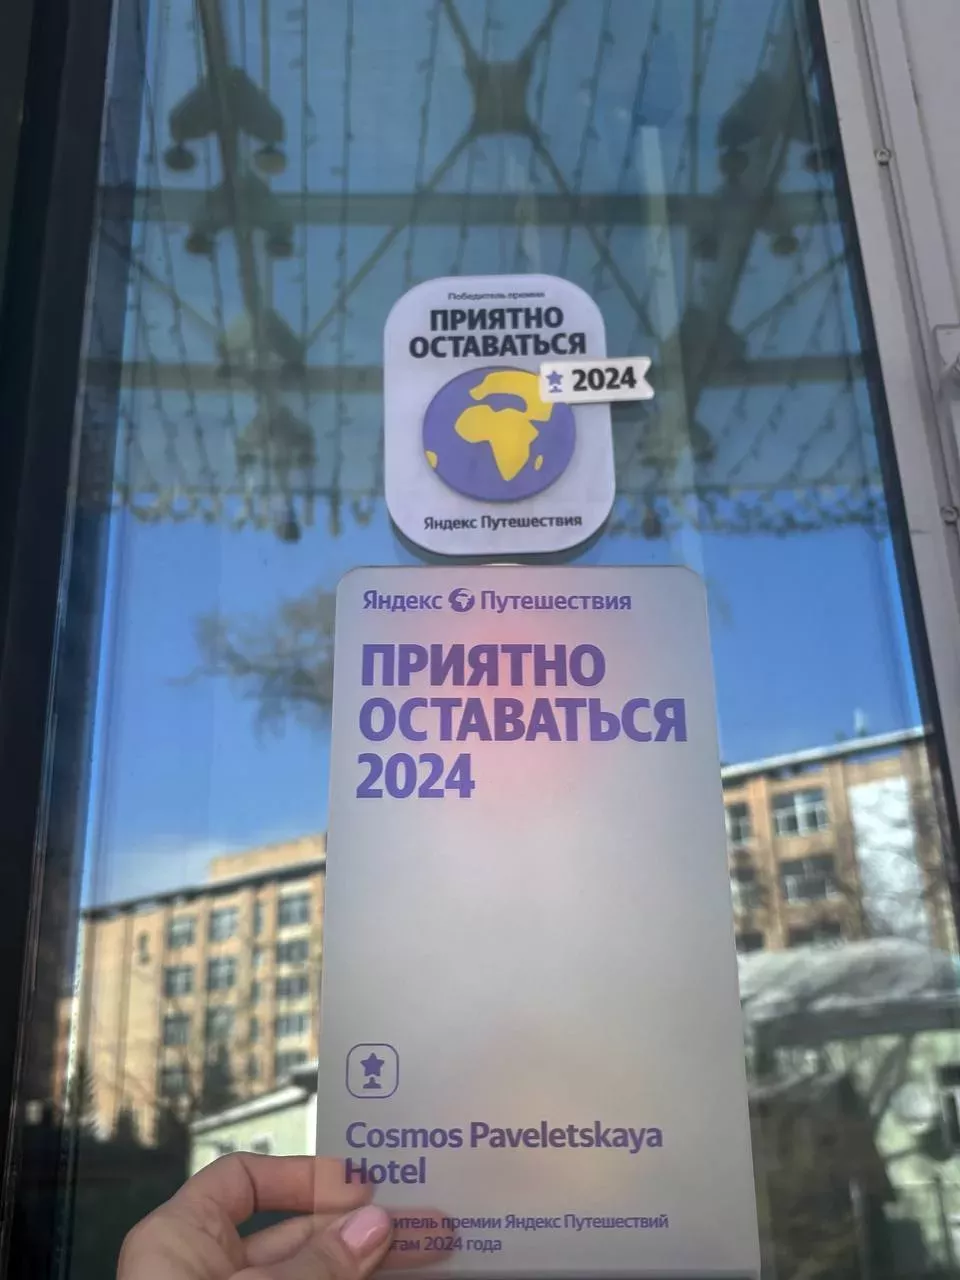 Победитель премии
ПРИЯТНО
ОСТАВАТЬСЯ
2024
Яндекс Путешествия
Яндекс Путешествия
ПРИЯТНО
ОСТАВАТЬСЯ
2024
Cosmos Paveletskaya
Hotel
премии Яндекс Путешествий
2024 года